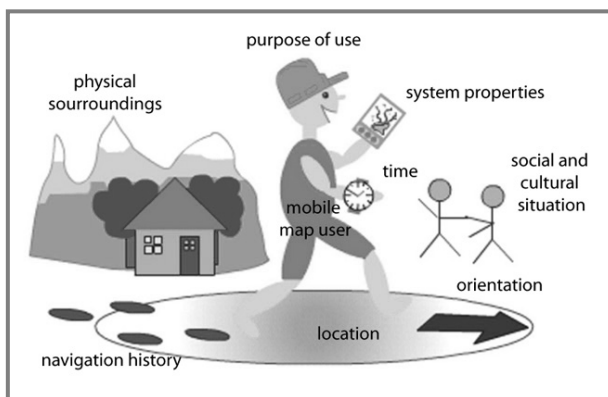 purpose of use
physical
sourroundings
system properties
time
social and
cultural
situation
mobile
map user
orientation
location
navigation history